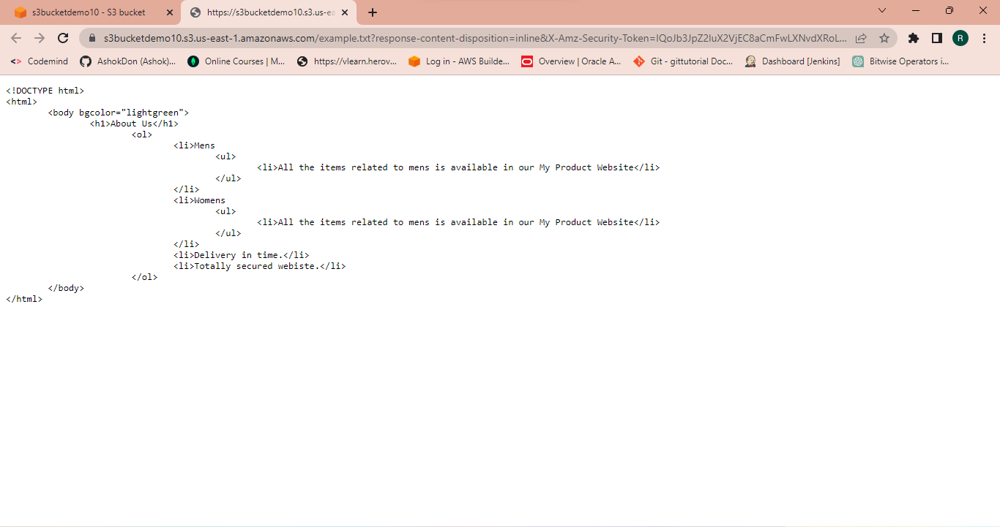 s3bucketdemo10 - S3 bucket
https://s3bucketdemo10.s3.us-ea
s3bucketdemo10.s3.us-east-1.amazonaws.com/example.txt?response-content-disposition=inline&X-Amz-Security-Token=IQoJb3JpZ2luX2VjEC8aCmFwLXNvdXRoL...
R
<> Codemind
AshokDon (Ashok)...
Online Courses | M...
https://vlearn.herov...
Log in - AWS Builde...
Overview | Oracle A...
Git - gittutorial Doc...
Dashboard [Jenkins]
Bitwise Operators i...
<!DOCTYPE html>
<html>
<body bgcolor="lightgreen">
<h1>About Us</h1>
<ol>
<li>Mens
<ul>
<li>All the items related to mens is available in our My Product Website</li>
</ul>
</li>
<li>Womens
<ul>
<li>All the items related to mens is available in our My Product Website</li>
</ul>
</li>
<li>Delivery in time.</li>
<li>Totally secured webiste.</li>
</ol>
</body>
</html>